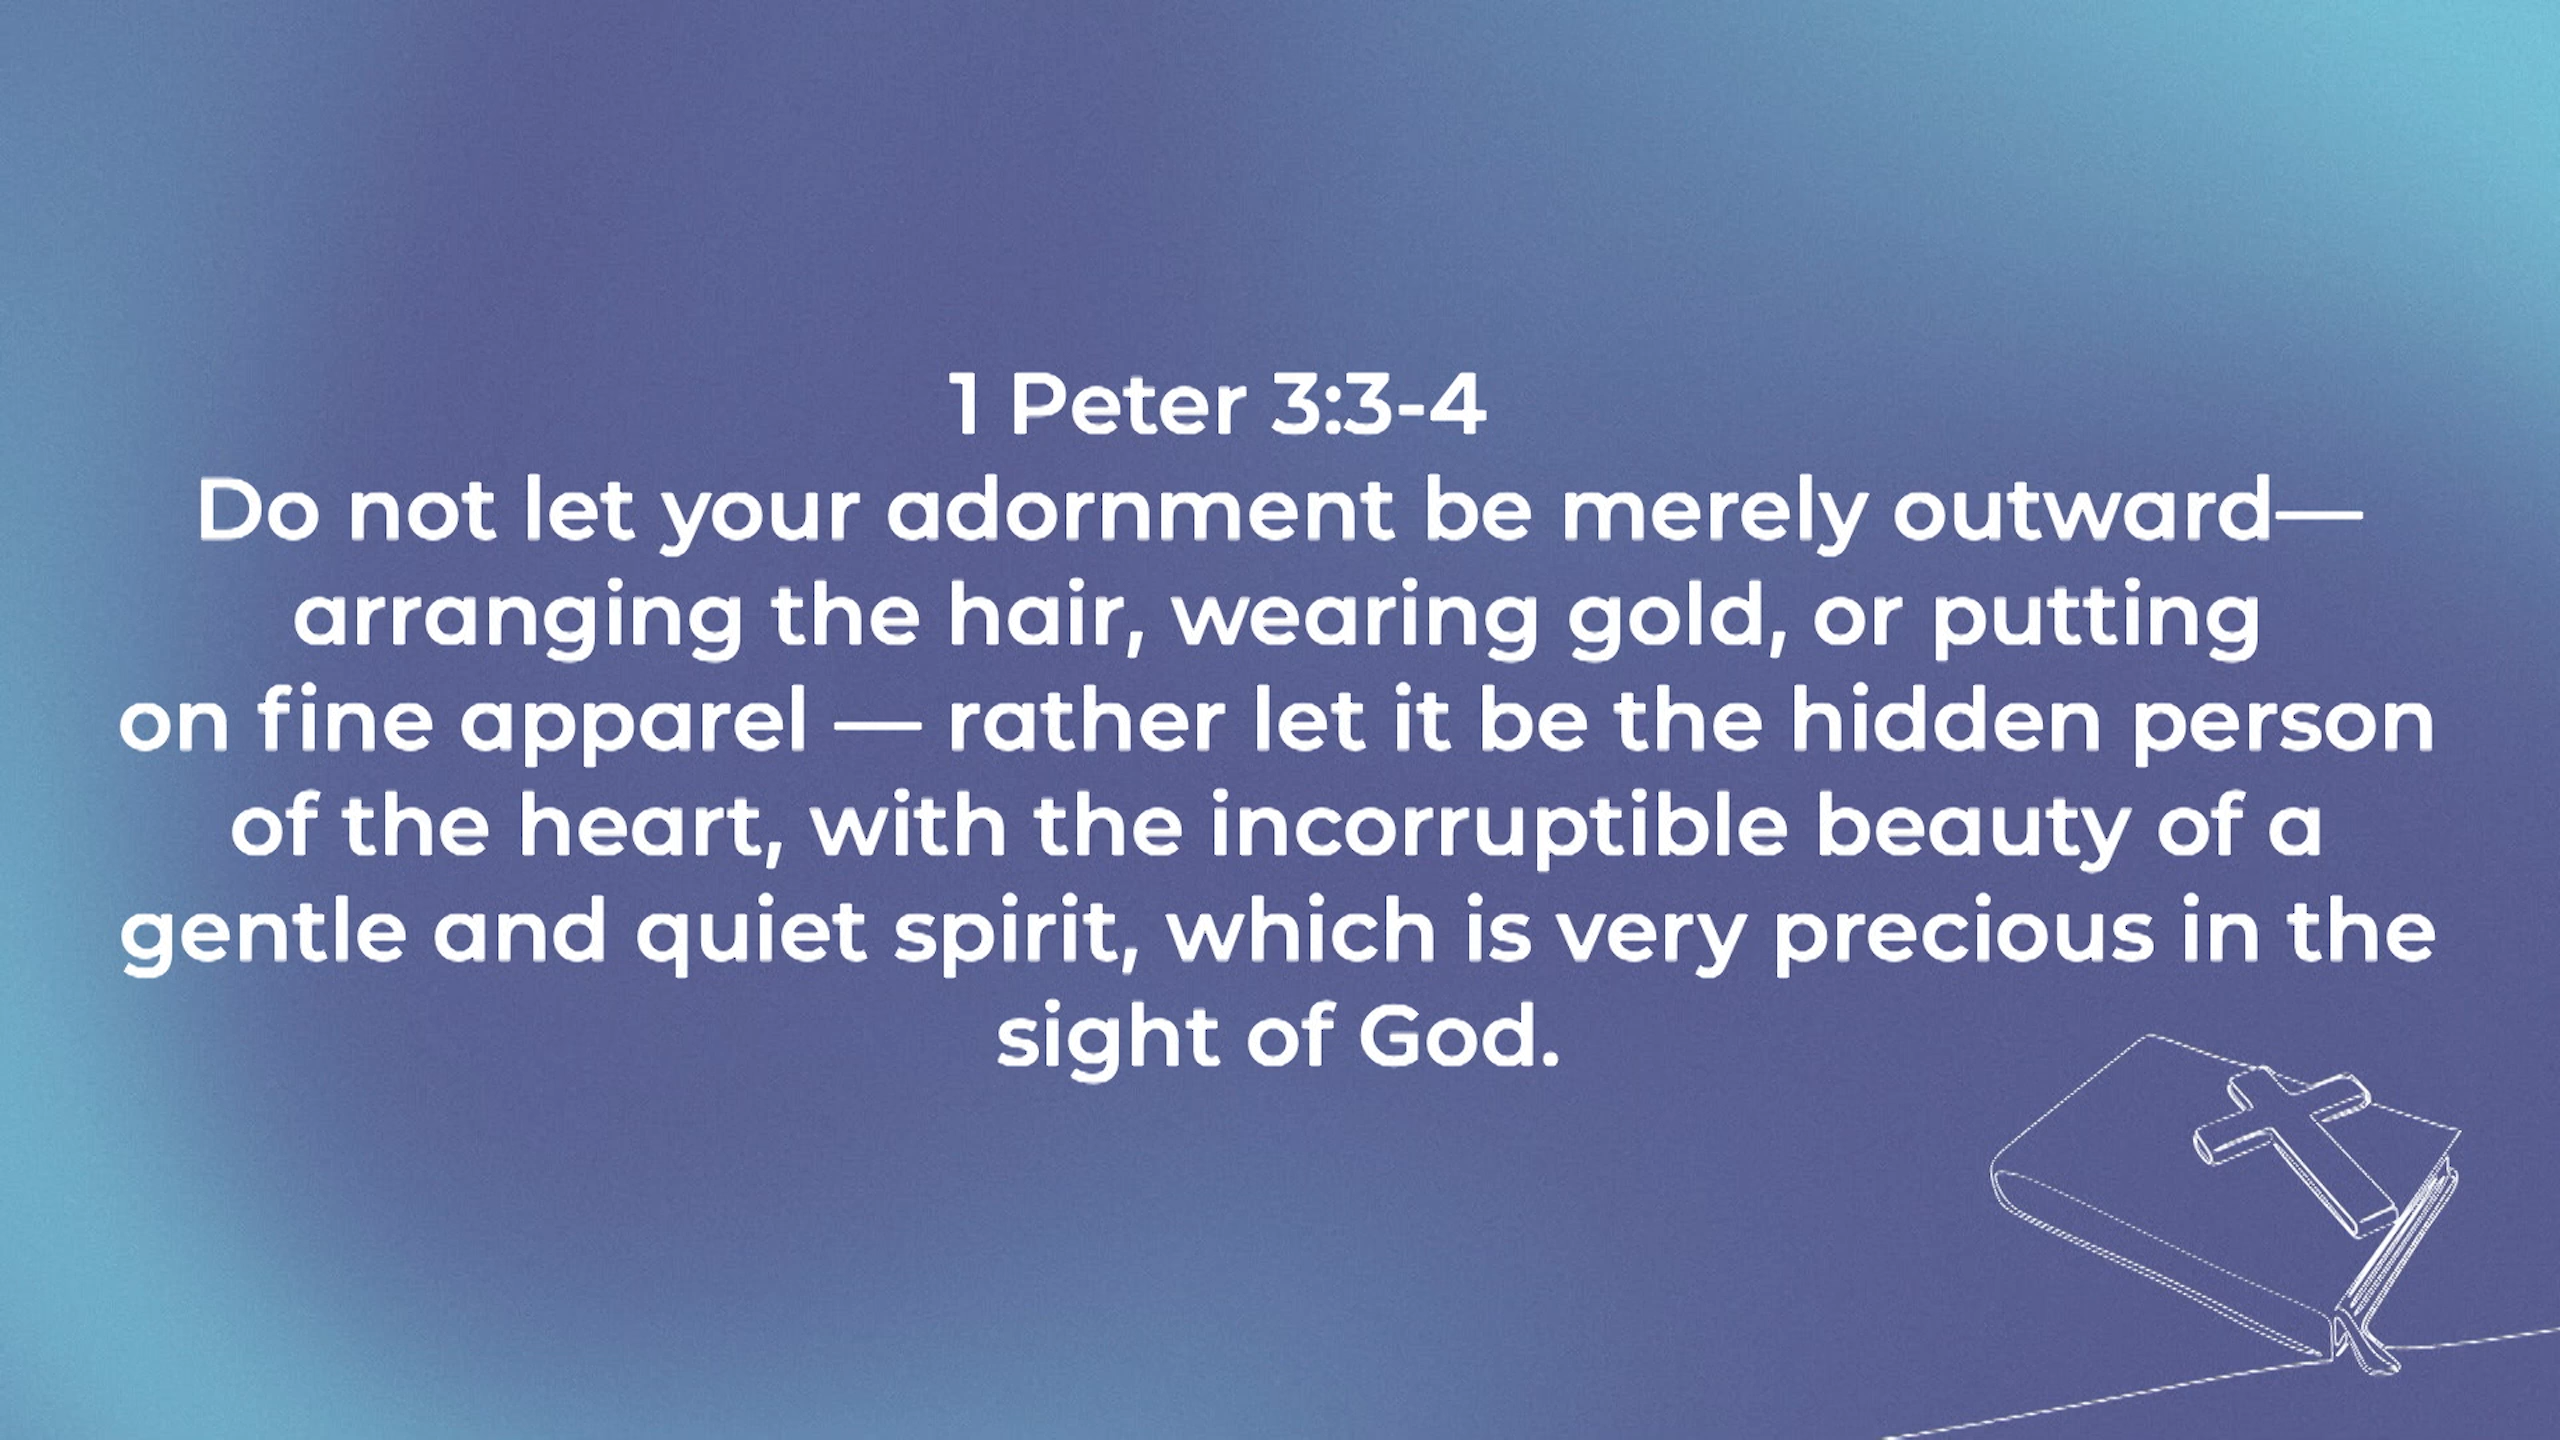 1 Peter 3:3-4
Do not let your adornment be merely outward—
arranging the hair, wearing gold, or putting
on fine apparel — rather let it be the hidden person
of the heart, with the incorruptible beauty of a
gentle and quiet spirit, which is very precious in the
sight of God.